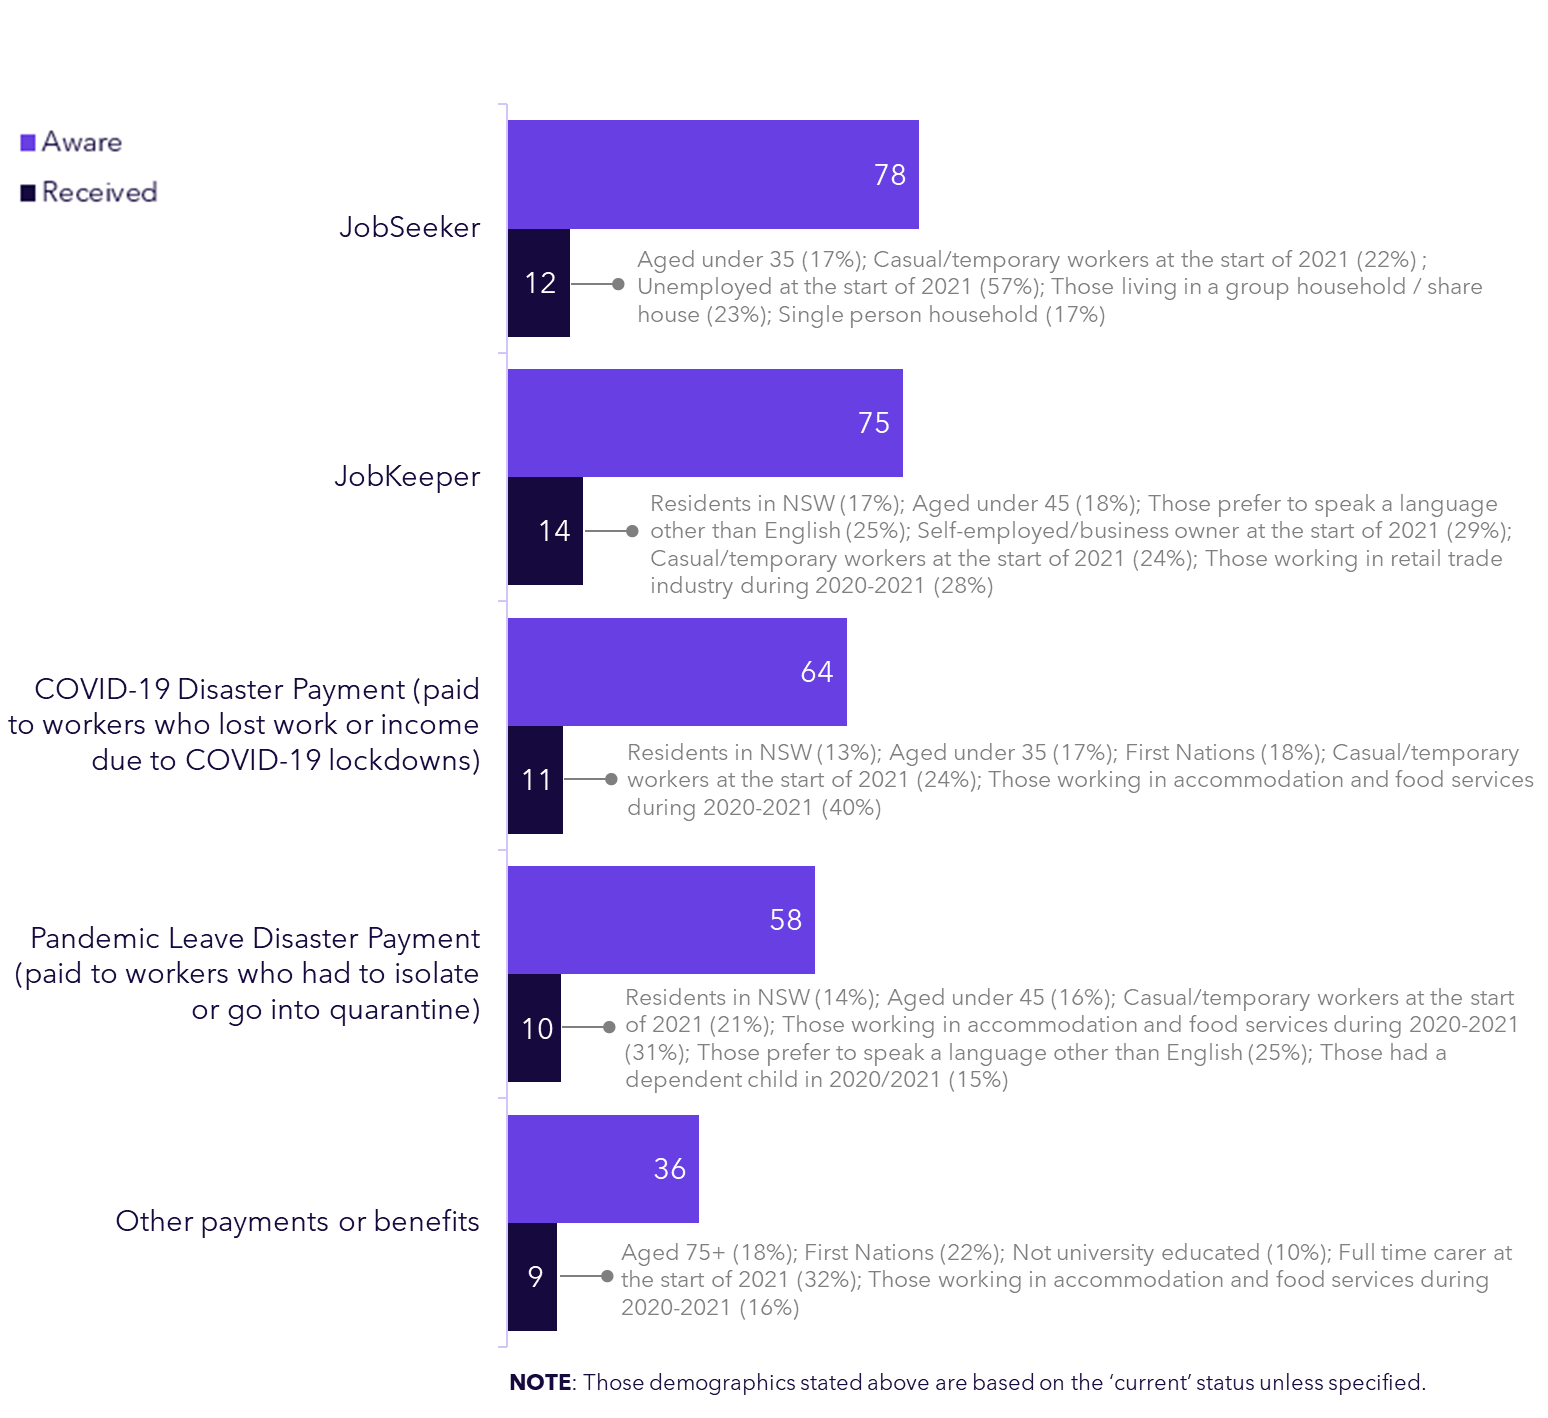 Aware
Received
JobSeeker
78
12
Aged under 35 (17%); Casual/temporary workers at the start of 2021 (22%) ;
Unemployed at the start of 2021 (57%); Those living in a group household / share
house (23%); Single person household (17%)
JobKeeper
75
14
Residents in NSW (17%); Aged under 45 (18%); Those prefer to speak a language
other than English (25%); Self-employed/business owner at the start of 2021 (29%);
Casual/temporary workers at the start of 2021 (24%); Those working in retail trade
industry during 2020-2021 (28%)
COVID-19 Disaster Payment (paid
to workers who lost work or income
due to COVID-19 lockdowns)
64
11
Residents in NSW (13%); Aged under 35 (17%); First Nations (18%); Casual/temporary
workers at the start of 2021 (24%); Those working in accommodation and food services
during 2020-2021 (40%)
Pandemic Leave Disaster Payment
(paid to workers who had to isolate
or go into quarantine)
58
10
Residents in NSW (14%); Aged under 45 (16%); Casual/temporary workers at the start
of 2021 (21%); Those working in accommodation and food services during 2020-2021
(31%); Those prefer to speak a language other than English (25%); Those had a
dependent child in 2020/2021 (15%)
Other payments or benefits
36
9
Aged 75+ (18%); First Nations (22%); Not university educated (10%); Full time carer at
the start of 2021 (32%); Those working in accommodation and food services during
2020-2021 (16%)
NOTE: Those demographics stated above are based on the ‘current’ status unless specified.